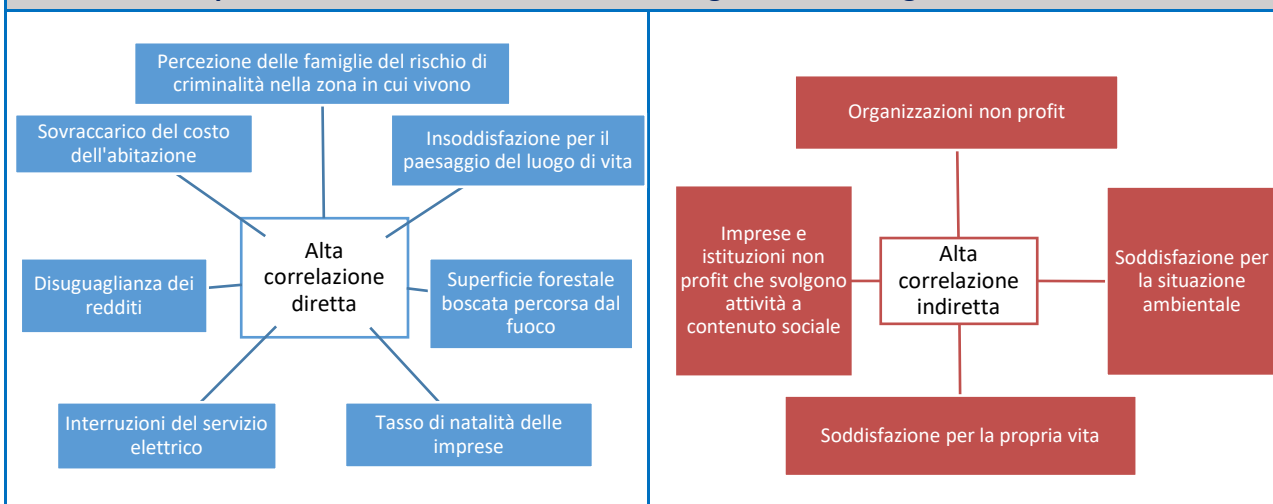 Percezione delle famiglie del rischio di
criminalità nella zona in cui vivono
Sovraccarico del costo
dell'abitazione
Insoddisfazione per il
paesaggio del luogo di vita
Alta
correlazione
diretta
Disuguaglianza dei
redditi
Superficie forestale
boscata percorsa dal
fuoco
Interruzioni del servizio
elettrico
Tasso di natalità delle
imprese
Organizzazioni non profit
Imprese e
istituzioni non
profit che svolgono
attività a
contenuto sociale
Alta
correlazione
indiretta
Soddisfazione per
la situazione
ambientale
Soddisfazione per la propria vita